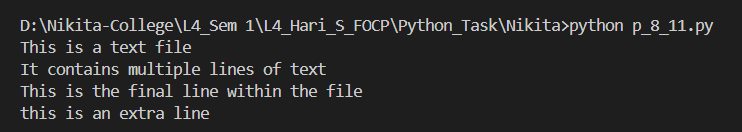 D:\Nikita-College\L4_Sem 1\L4_Hari_S_FOCP\Python_Task\Nikita>python p_8_11.py
This is a text file
It contains multiple lines of text
This is the final line within the file
this is an extra line